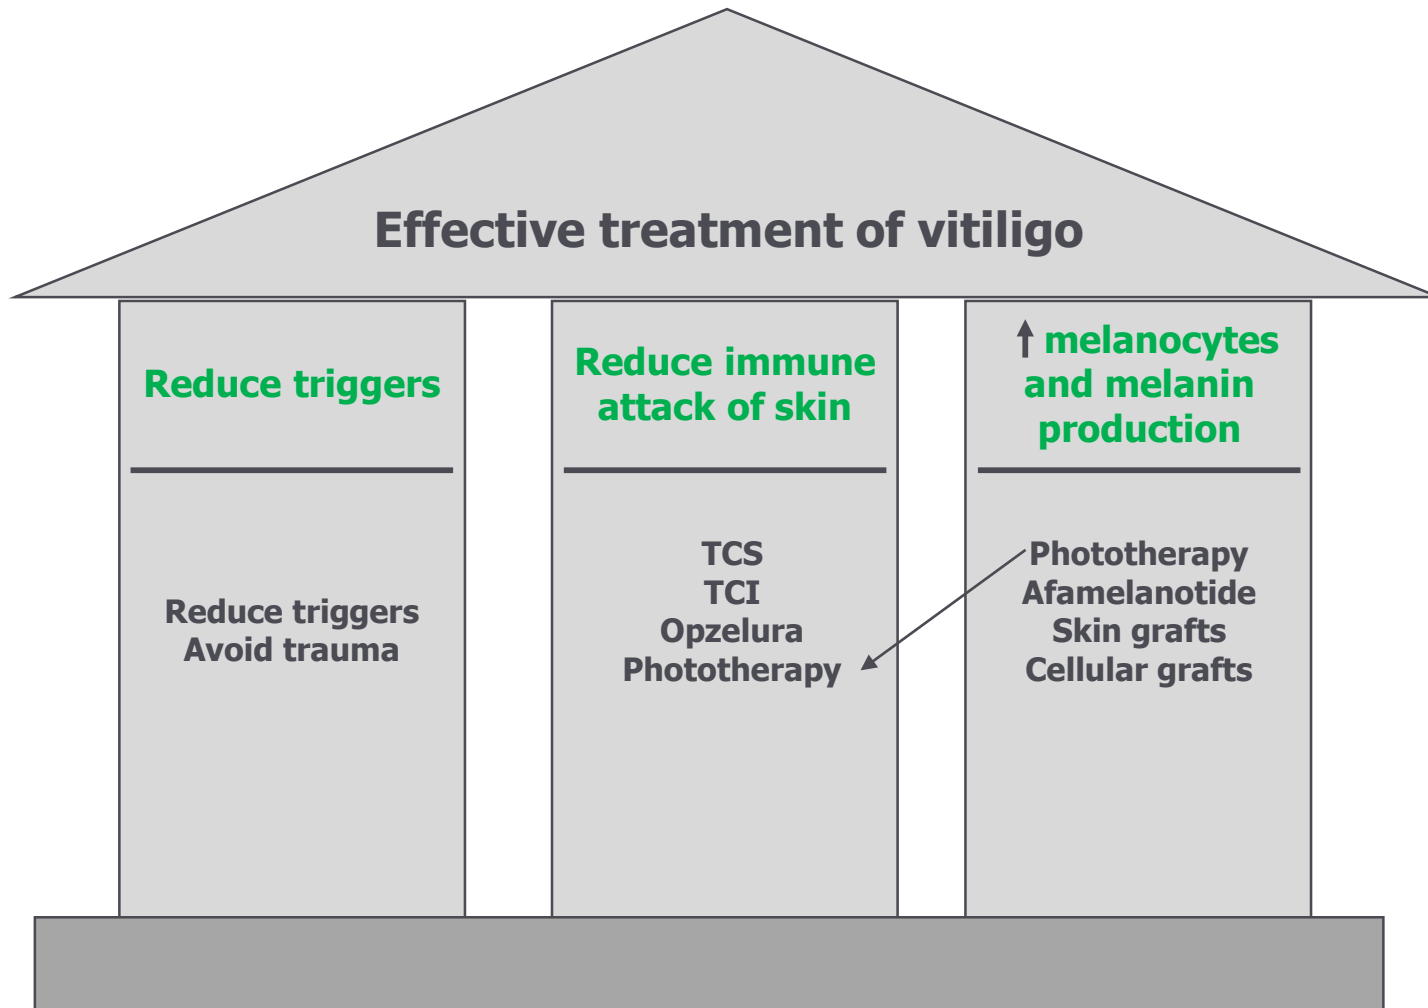 Effective treatment of vitiligo
Reduce triggers
Reduce triggers
Avoid trauma
Reduce immune
attack of skin
TCS
TCI
Opzelura
Phototherapy
↑ melanocytes
and melanin
production
Phototherapy
Afamelanotide
Skin grafts
Cellular grafts